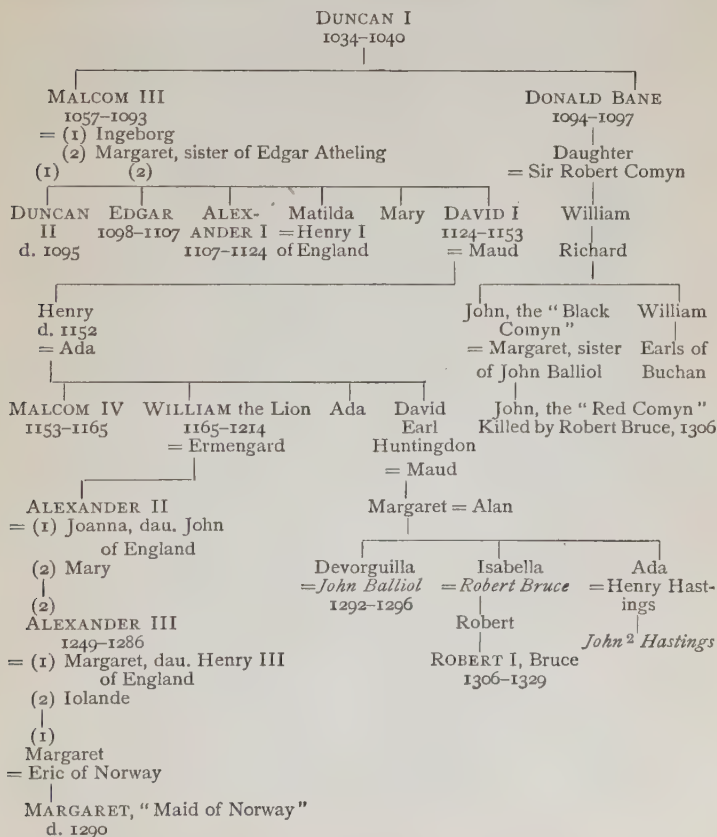 DUNCAN I
1034–1040
MALCOM III
1057–1093
= (1) Ingeborg
(2) Margaret, sister of Edgar Atheling
(1) (2)
DONALD BANE
1094–1097
Daughter
= Sir Robert Comyn
DUNCAN
II
d. 1095
EDGAR
1098–1107
ALEX-
ANDER I
1107–1124
Matilda
= Henry I
of England
Mary
DAVID I
1124–1153
= Maud
William
Richard
Henry
d. 1152
= Ada
John, the "Black
Comyn"
= Margaret, sister
of John Balliol
William
Earls of
Buchan
John, the "Red Comyn"
Killed by Robert Bruce, 1306
MALCOM IV
1153–1165
WILLIAM the Lion
1165–1214
= Ermengard
Ada
David
Earl
Huntingdon
= Maud
ALEXANDER II
= (1) Joanna, dau. John
of England
(2) Mary
(2)
Margaret = Alan
Devorguilla
= John Balliol
1292–1296
Isabella
= Robert Bruce
Robert
ROBERT I, Bruce
1306–1329
Ada
= Henry Hast-
ings
John ² Hastings
ALEXANDER III
1249–1286
= (1) Margaret, dau. Henry III
of England
(2) Iolande
(1)
Margaret
= Eric of Norway
MARGARET, "Maid of Norway"
d. 1290